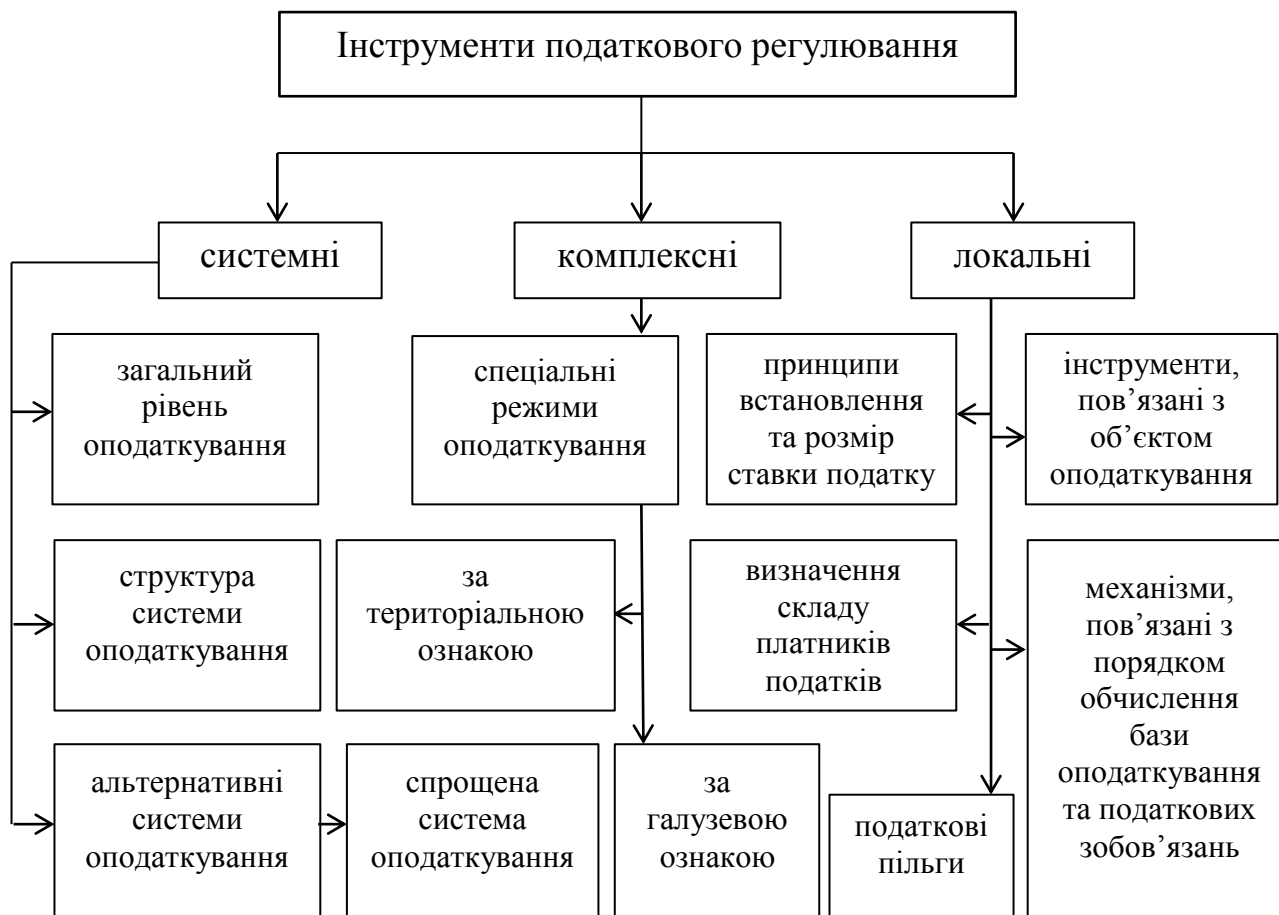 Інструменти податкового регулювання
системні
комплексні
локальні
загальний
рівень
оподаткування
спеціальні
режими
оподаткування
принципи
встановлення
та розмір
ставки податку
інструменти,
пов’язані з
об’єктом
оподаткування
структура
системи
оподаткування
за
територіальною
ознакою
визначення
складу
платників
податків
механізми,
пов’язані з
порядком
обчислення
бази
оподаткування
та податкових
зобов’язань
альтернативні
системи
оподаткування
спрощена
система
оподаткування
за
галузевою
ознакою
податкові
пільги